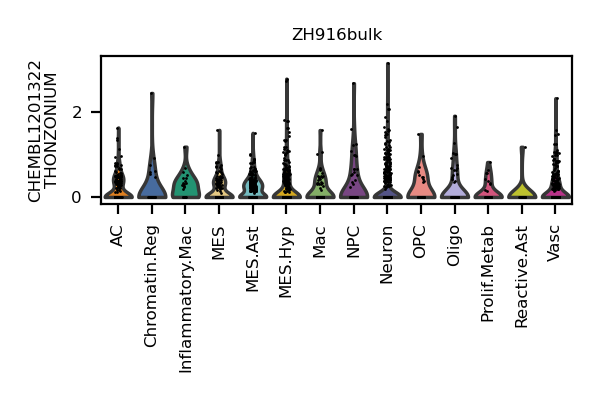 ZH916bulk
CHEMBL1201322
THONZONIUM
2
0
AC
Chromatin.Reg
Inflammatory.Mac
MES
MES.Ast
MES.Hyp
Mac
NPC
Neuron
OPC
Oligo
Prolif.Metab
Reactive.Ast
Vasc